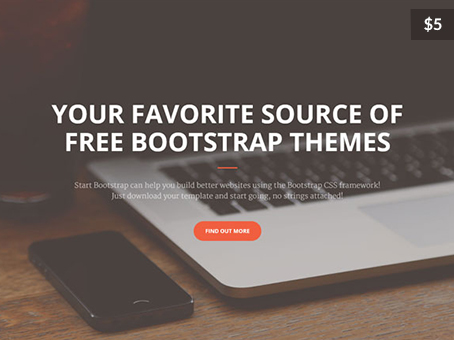 $5
YOUR FAVORITE SOURCE OF
FREE BOOTSTRAP THEMES
Start Bootstrap can help you build better websites using the Bootstrap CSS framework!
Just download your template and start going, no strings attached!
FIND OUT MORE